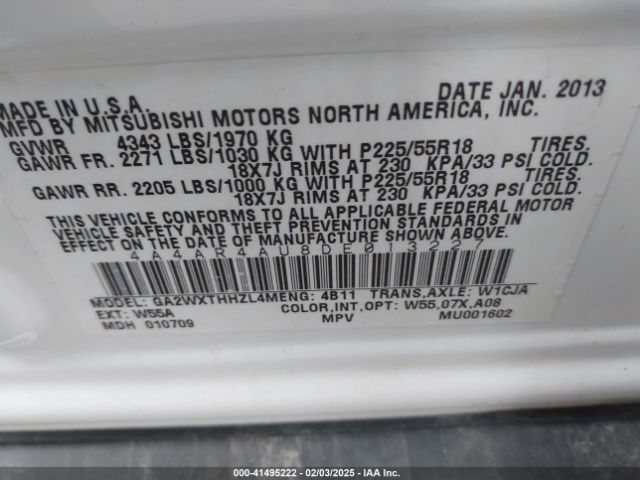 MADE IN U.S.A. DATE JAN. 2013
MFD BY MITSUBISHI MOTORS NORTH AMERICA, INC.
GVWR 4343 LBS/1970 KG
GAWR FR. 2271 LBS/1030 KG WITH P225/55R18 TIRES.
18X7J RIMS AT 230 KPA/33 PSI COLD.
GAWR RR. 2205 LBS/1000 KG WITH P225/55R18 TIRES.
18X7J RIMS AT 230 KPA/33 PSI COLD.
THIS VEHICLE CONFORMS TO ALL APPLICABLE FEDERAL MOTOR
VEHICLE SAFETY AND THEFT PREVENTION STANDARDS IN
EFFECT ON THE DATE OF MANUFACTURE SHOWN ABOVE.
4A4AR4AU8DE013227
MODEL: GA2WXTHHZL4MENG: 4B11 TRANS,AXLE: W1CJA
EXT: W55A COLOR,INT,OPT: W55,07X,A08
MDH 010709 MPV MU001602
000-41495222 - 02/03/2025 - IAA Inc.